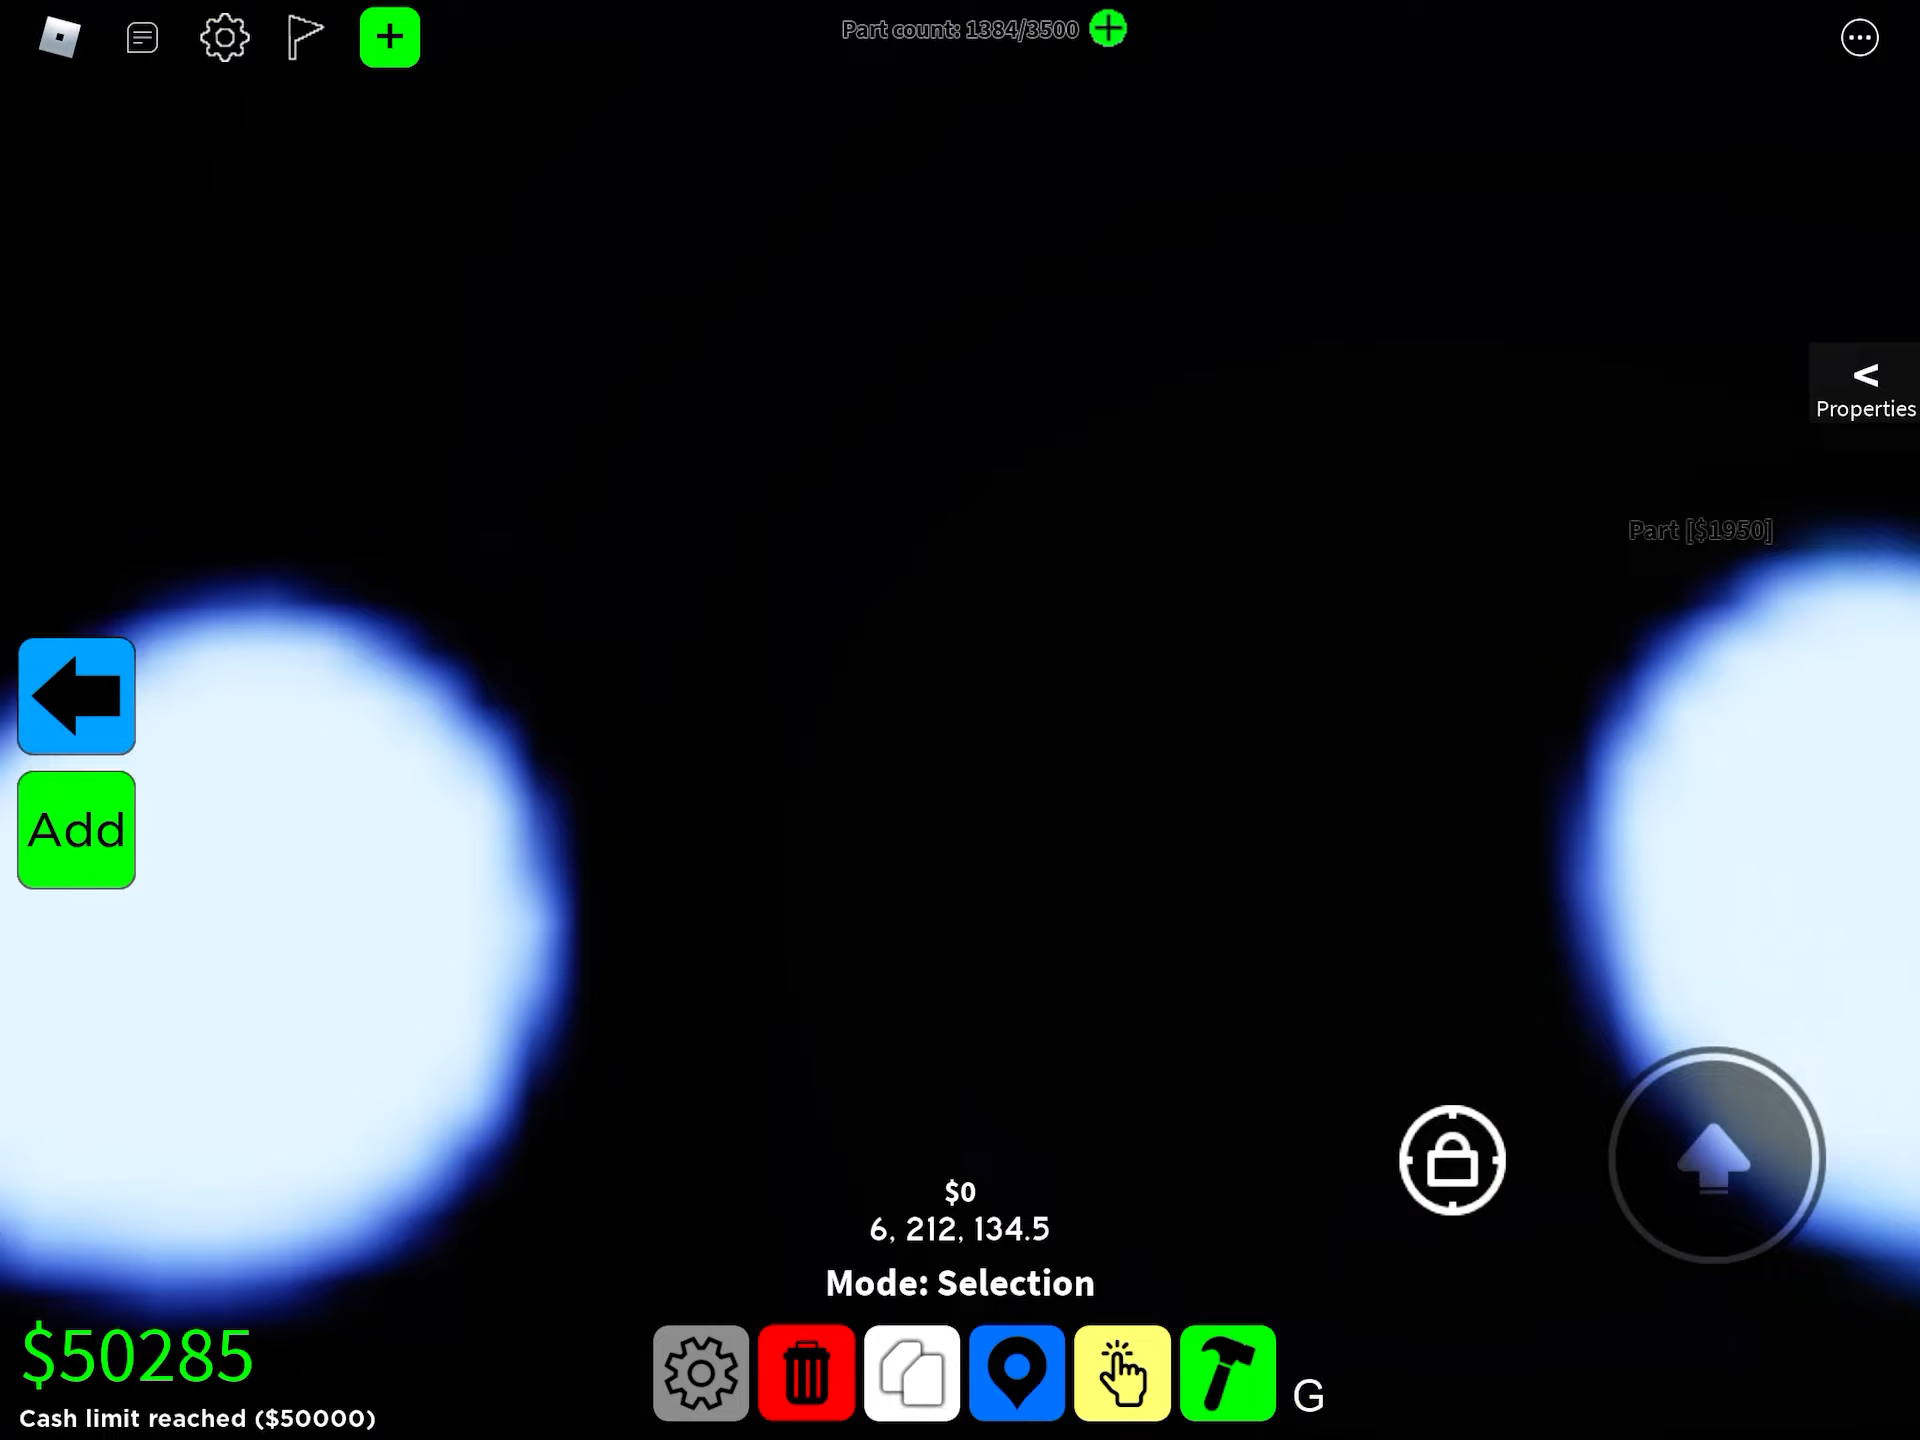 Part count: 1384/3500
<
Properties
Part [$1950]
Add
$0
6, 212, 134.5
Mode: Selection
$50285
G
Cash limit reached ($50000)